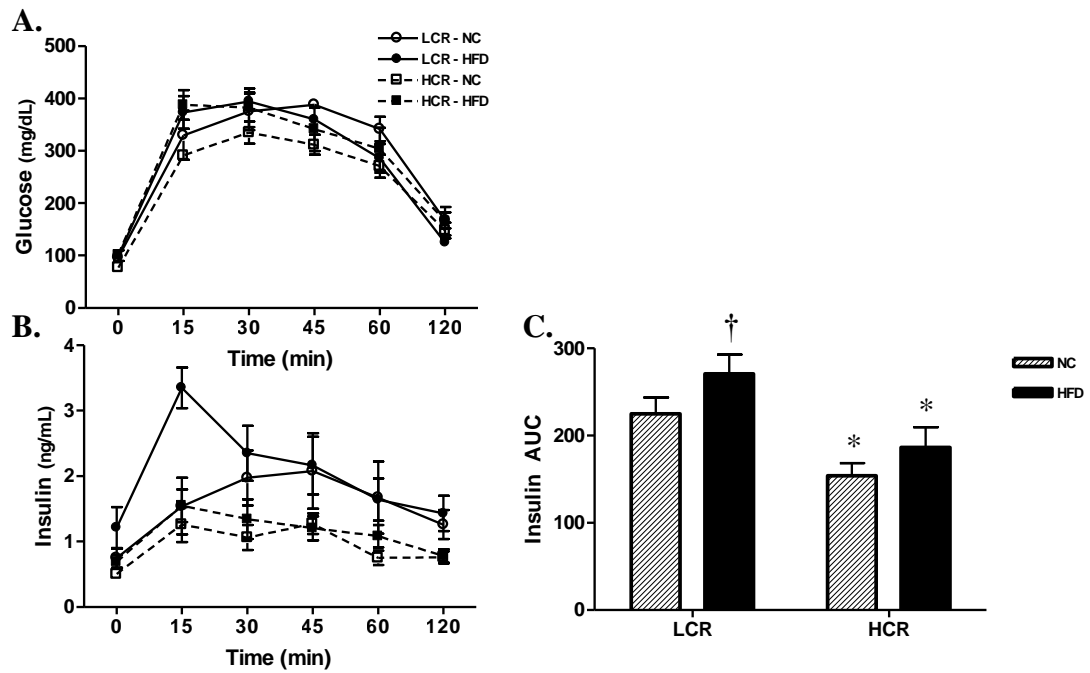 A.
LCR - NC
LCR - HFD
HCR - NC
HCR - HFD
500
400
300
200
100
0
Glucose (mg/dL)
0 15 30 45 60 120
Time (min)
B.
4
3
2
1
0
Insulin (ng/mL)
0 15 30 45 60 120
Time (min)
C.
†
NC
HFD
* *
300
200
100
0
Insulin AUC
LCR HCR